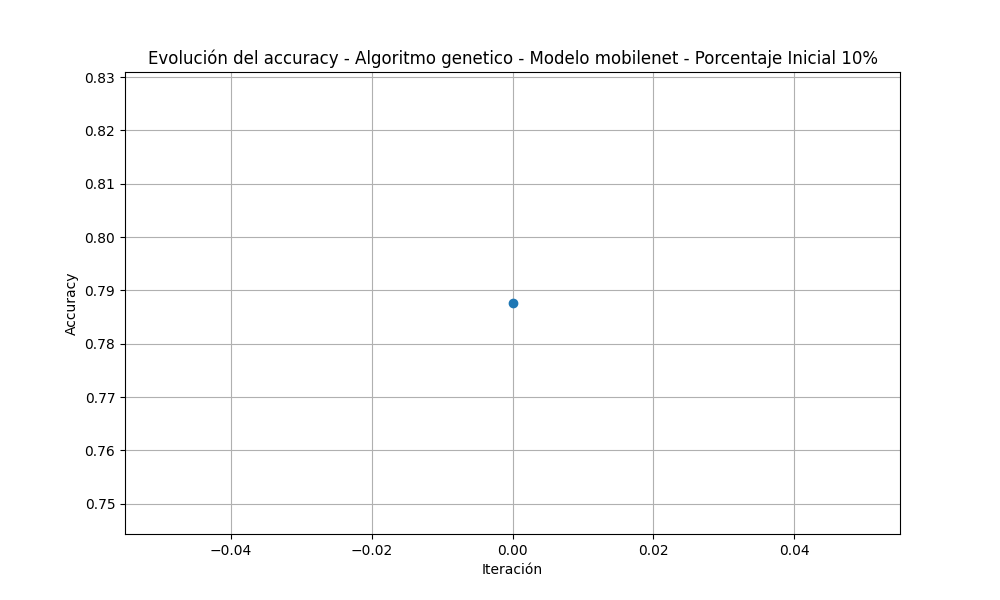 Evolución del accuracy - Algoritmo genetico - Modelo mobilenet - Porcentaje Inicial 10%
0.83
0.82
0.81
0.80
0.79
0.78
0.77
0.76
0.75
Accuracy
−0.04 −0.02 0.00 0.02 0.04
Iteración